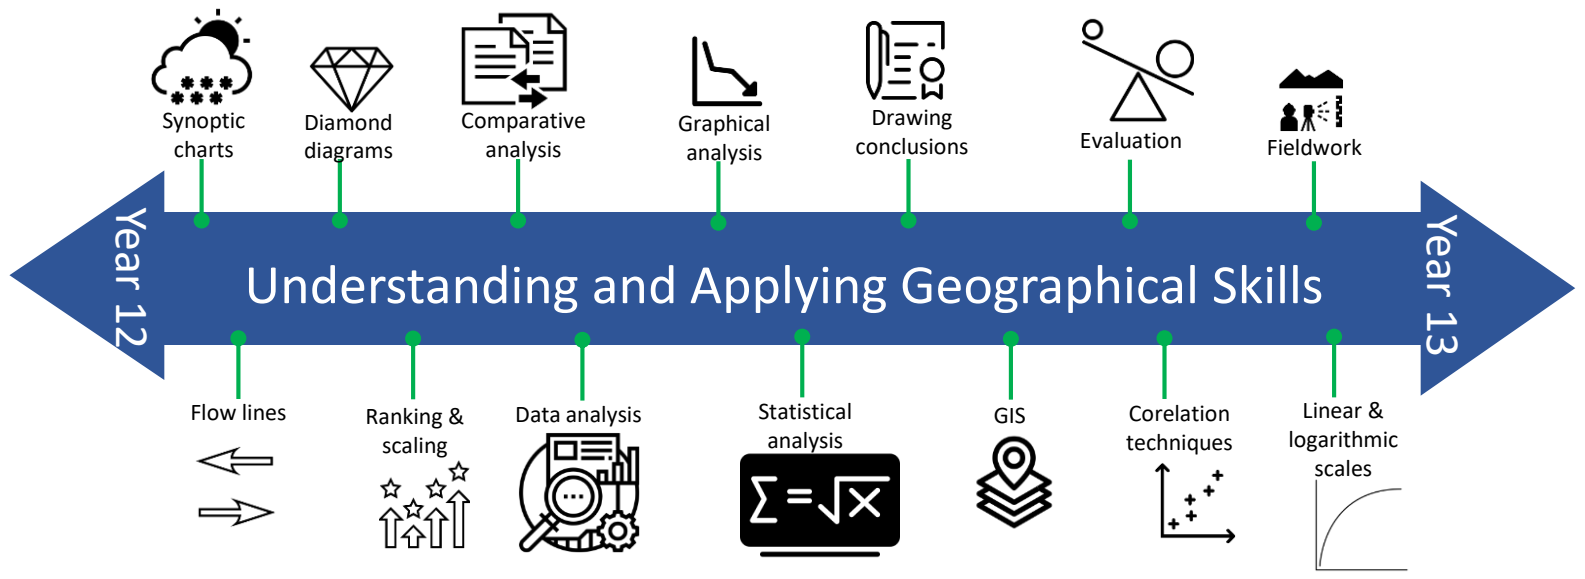 Synoptic
charts
Diamond
diagrams
Comparative
analysis
Graphical
analysis
Drawing
conclusions
Evaluation
Fieldwork
Year 12
Understanding and Applying Geographical Skills
Year 13
Flow lines
Ranking &
scaling
Data analysis
Statistical
analysis
Σ=√x
GIS
Corelation
techniques
Linear &
logarithmic
scales